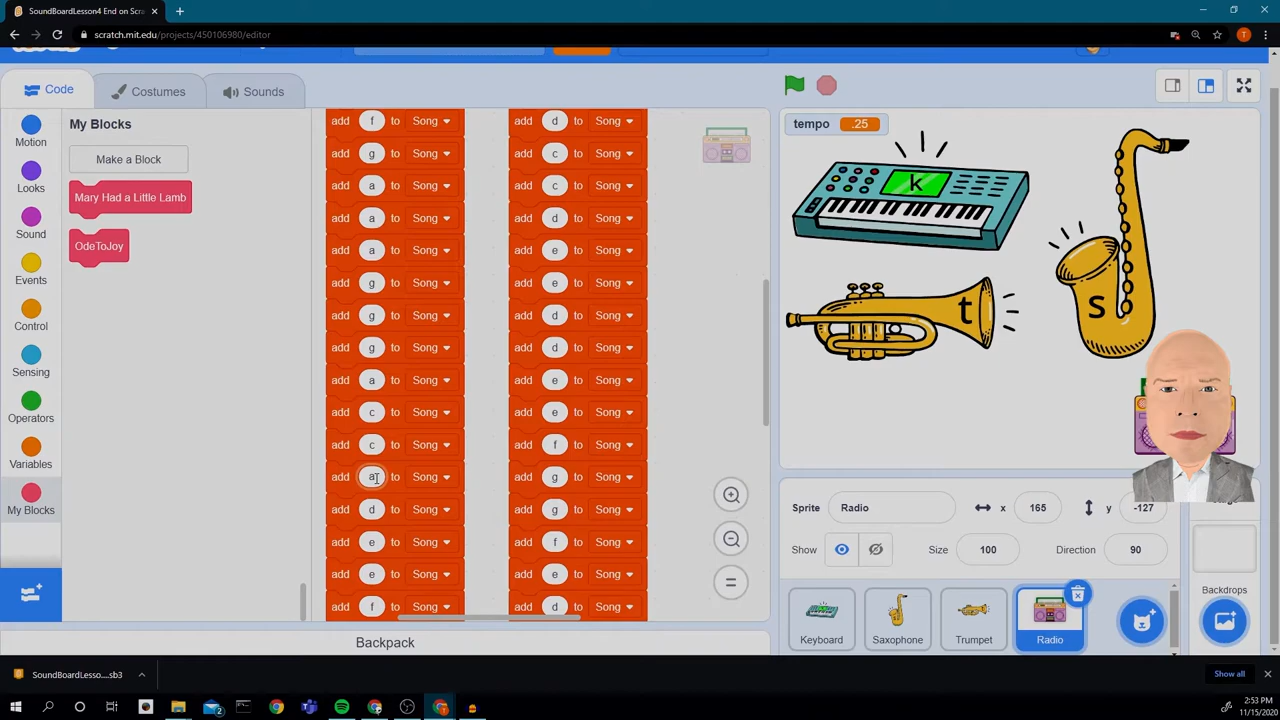 SoundBoardLesson4 End on Scr
scratch.mit.edu/projects/450106980/editor
T
Code
Costumes
Sounds
Motion
Looks
Sound
Events
Control
Sensing
Operators
Variables
My Blocks
My Blocks
Make a Block
Mary Had a Little Lamb
OdeToJoy
add f to Song
add g to Song
add a to Song
add a to Song
add a to Song
add g to Song
add g to Song
add g to Song
add a to Song
add c to Song
add c to Song
add a to Song
add d to Song
add e to Song
add e to Song
add f to Song
add d to Song
add c to Song
add c to Song
add d to Song
add e to Song
add e to Song
add d to Song
add d to Song
add e to Song
add e to Song
add f to Song
add g to Song
add g to Song
add f to Song
add e to Song
add d to Song
Backpack
tempo .25
k
t
s
Sprite Radio x 165 y -127
Show Size 100 Direction 90
Keyboard
Saxophone
Trumpet
Radio
Backdrops
SoundBoardLesso....sb3
Show all
2:53 PM
11/15/2020